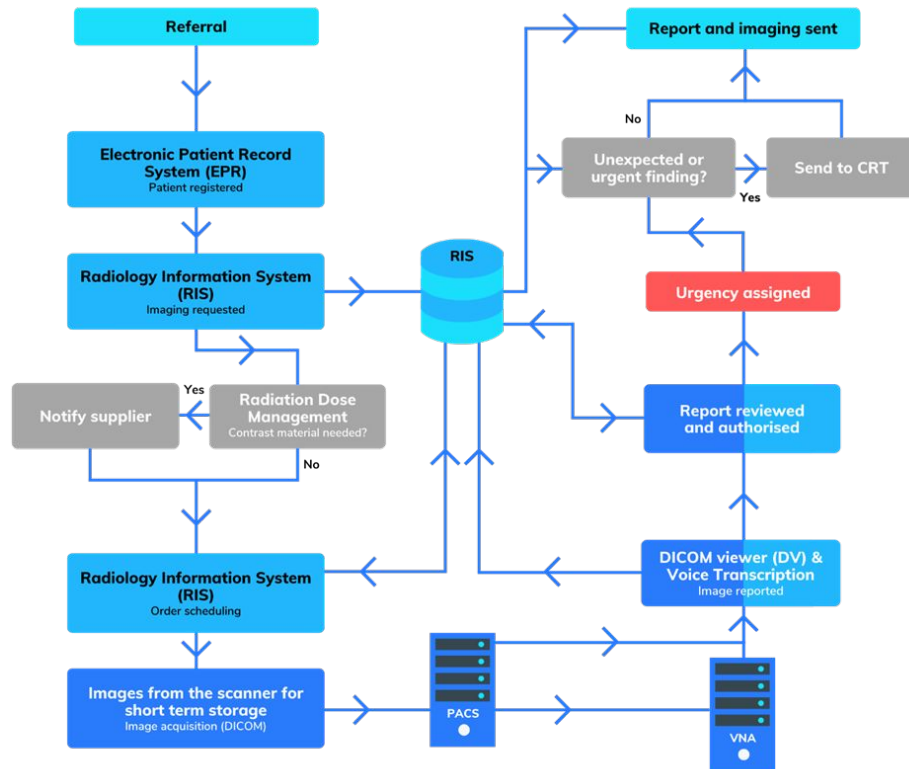 Referral
Report and imaging sent
No
Electronic Patient Record
System (EPR)
Patient registered
Unexpected or
urgent finding?
Send to CRT
Yes
RIS
Radiology Information System
(RIS)
Imaging requested
Urgency assigned
Yes
Notify supplier
Radiation Dose
Management
Contrast material needed?
Report reviewed
and authorised
No
Radiology Information System
(RIS)
Order scheduling
DICOM viewer (DV) &
Voice Transcription
Image reported
Images from the scanner for
short term storage
Image acquisition (DICOM)
PACS
VNA